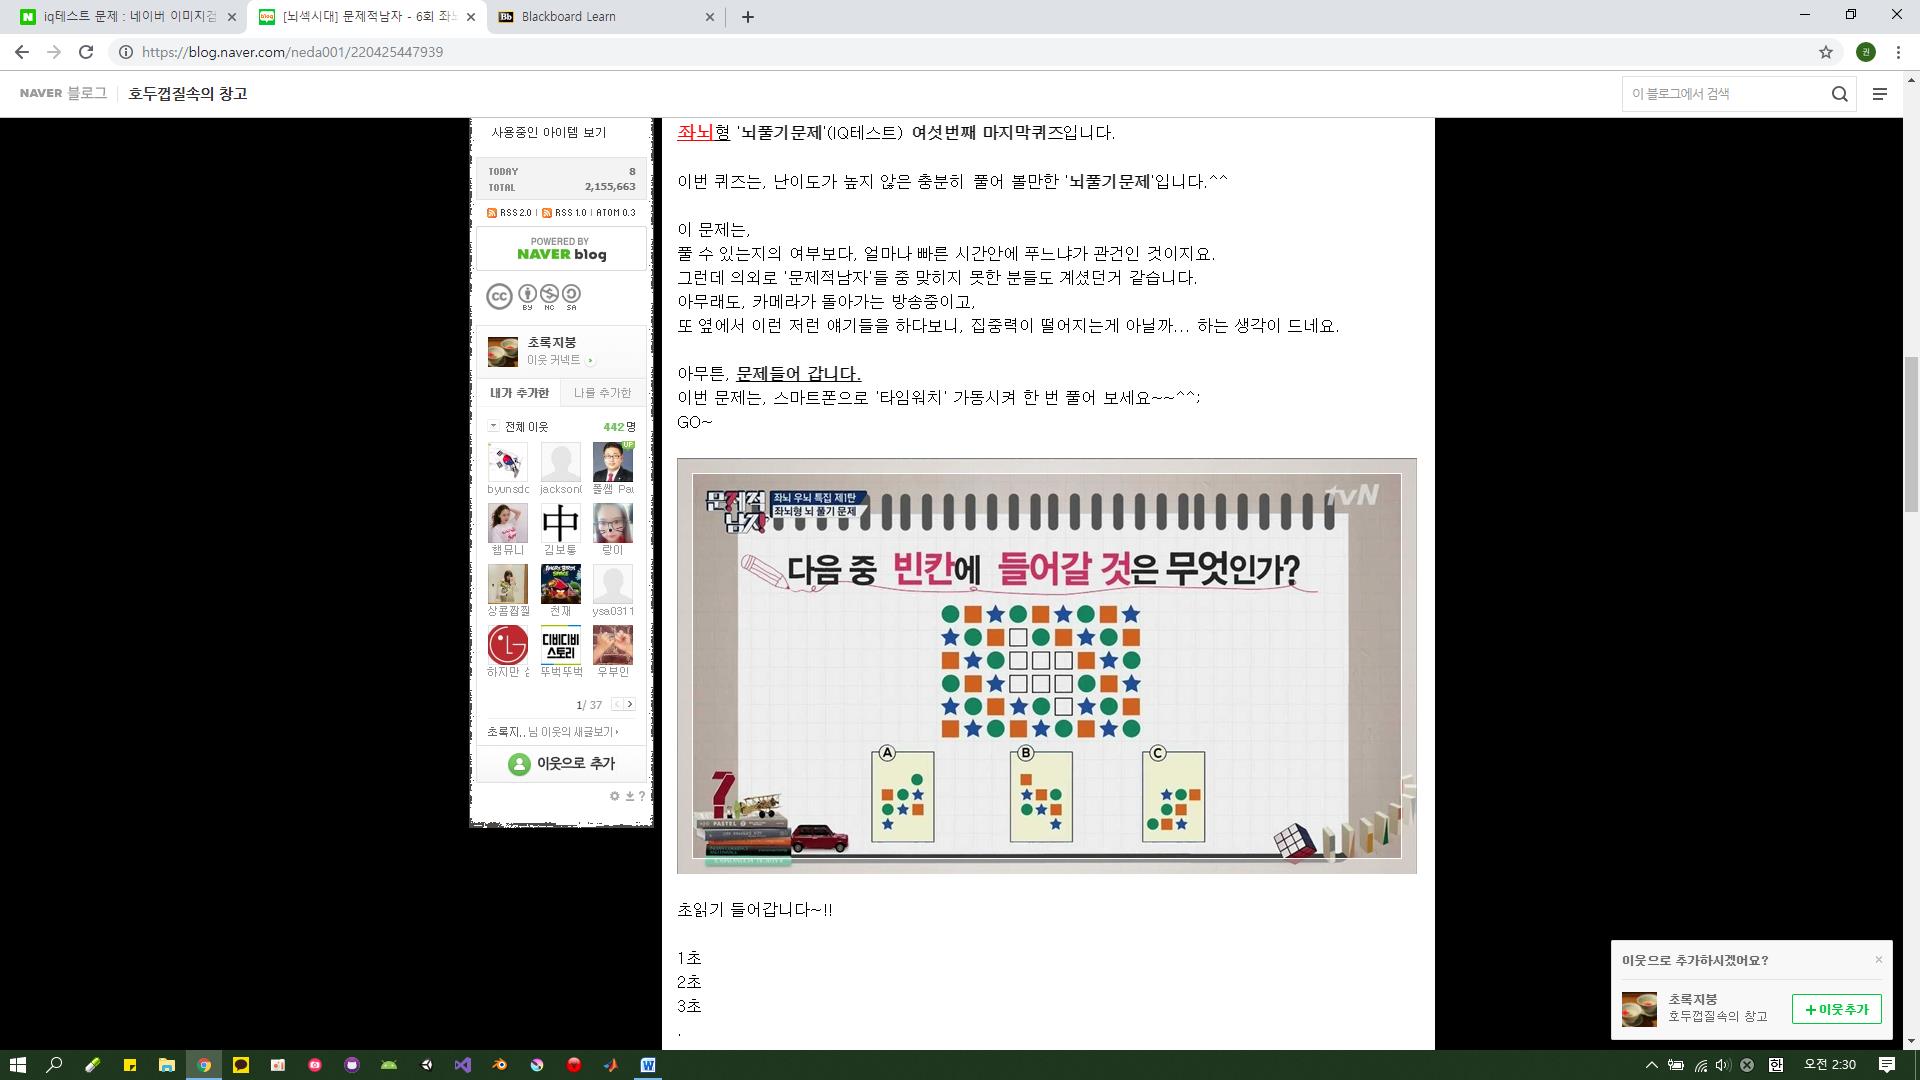 iq테스트 문제 : 네이버 이미지검
[뇌섹시대] 문제적남자 - 6회 좌뇌
Blackboard Learn
https://blog.naver.com/neda001/220425447939
권
NAVER 블로그
호두껍질속의 창고
이 블로그에서 검색
사용중인 아이템 보기
TODAY 8
TOTAL 2,155,663
RSS 2.0 | RSS 1.0 | ATOM 0.3
POWERED BY
NAVER blog
cc BY NC SA
초록지붕
이웃 커넥트
내가 추가한 나를 추가한
전체 이웃 442명
UP
byunsdc jackson( 폴쌤 Pau
햄뮤니 김보통 랑이
상콤짭짤 천재 ysa0311
하지만 뚜벅뚜벅 우부인
디비디비
스토리
1/ 37
초록지.. 님 이웃의 새글보기
이웃으로 추가
좌뇌형 '뇌풀기문제'(IQ테스트) 여섯번째 마지막퀴즈입니다.
이번 퀴즈는, 난이도가 높지 않은 충분히 풀어 볼만한 '뇌풀기문제'입니다.^^
이 문제는,
풀 수 있는지의 여부보다, 얼마나 빠른 시간안에 푸느냐가 관건인 것이지요.
그런데 의외로 '문제적남자'들 중 맞히지 못한 분들도 계셨던거 같습니다.
아무래도, 카메라가 돌아가는 방송중이고,
또 옆에서 이런 저런 얘기들을 하다보니, 집중력이 떨어지는게 아닐까... 하는 생각이 드네요.
아무튼, 문제들어 갑니다.
이번 문제는, 스마트폰으로 '타임워치' 가동시켜 한 번 풀어 보세요~~^^;
GO~
문제적
남자
좌뇌 우뇌 특집 제1탄
좌뇌형 뇌 풀기 문제
tvN
다음 중 빈칸에 들어갈 것은 무엇인가?
A
B
C
PASTEL
초읽기 들어갑니다~!!
1초
2초
3초
.
이웃으로 추가하시겠어요?
초록지붕
호두껍질속의 창고
+이웃추가
한
오전 2:30